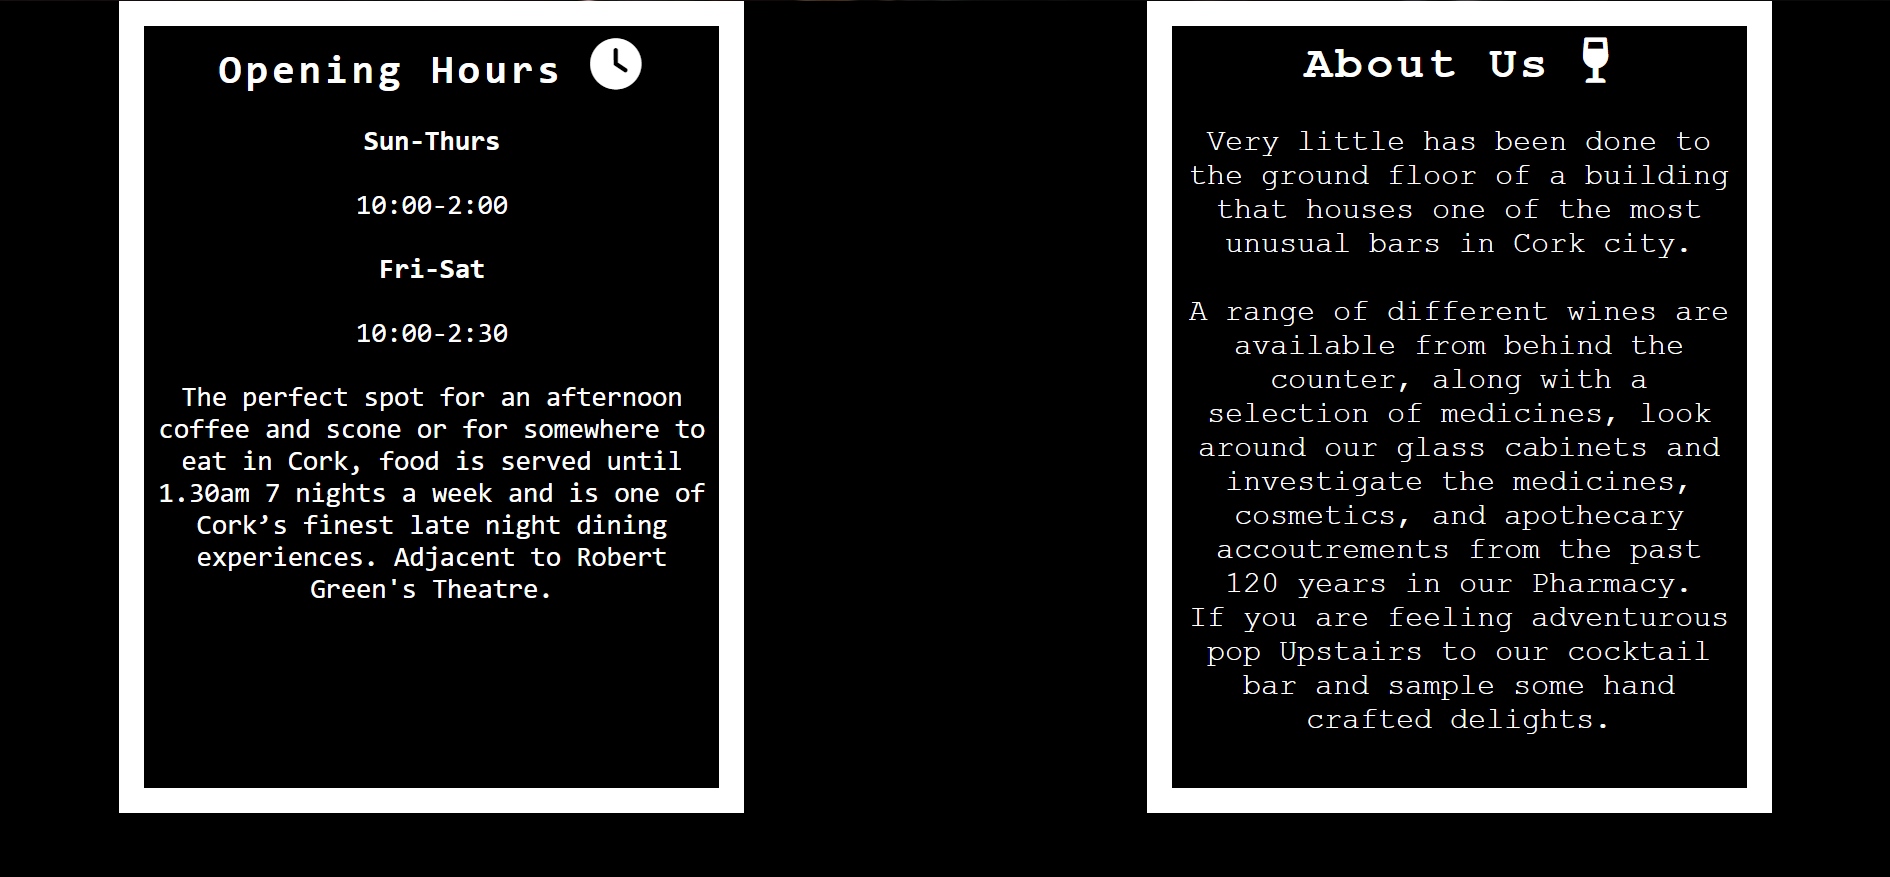 Opening Hours
Sun-Thurs
10:00-2:00
Fri-Sat
10:00-2:30
The perfect spot for an afternoon
coffee and scone or for somewhere to
eat in Cork, food is served until
1.30am 7 nights a week and is one of
Cork’s finest late night dining
experiences. Adjacent to Robert
Green's Theatre.
About Us
Very little has been done to
the ground floor of a building
that houses one of the most
unusual bars in Cork city.
A range of different wines are
available from behind the
counter, along with a
selection of medicines, look
around our glass cabinets and
investigate the medicines,
cosmetics, and apothecary
accoutrements from the past
120 years in our Pharmacy.
If you are feeling adventurous
pop Upstairs to our cocktail
bar and sample some hand
crafted delights.